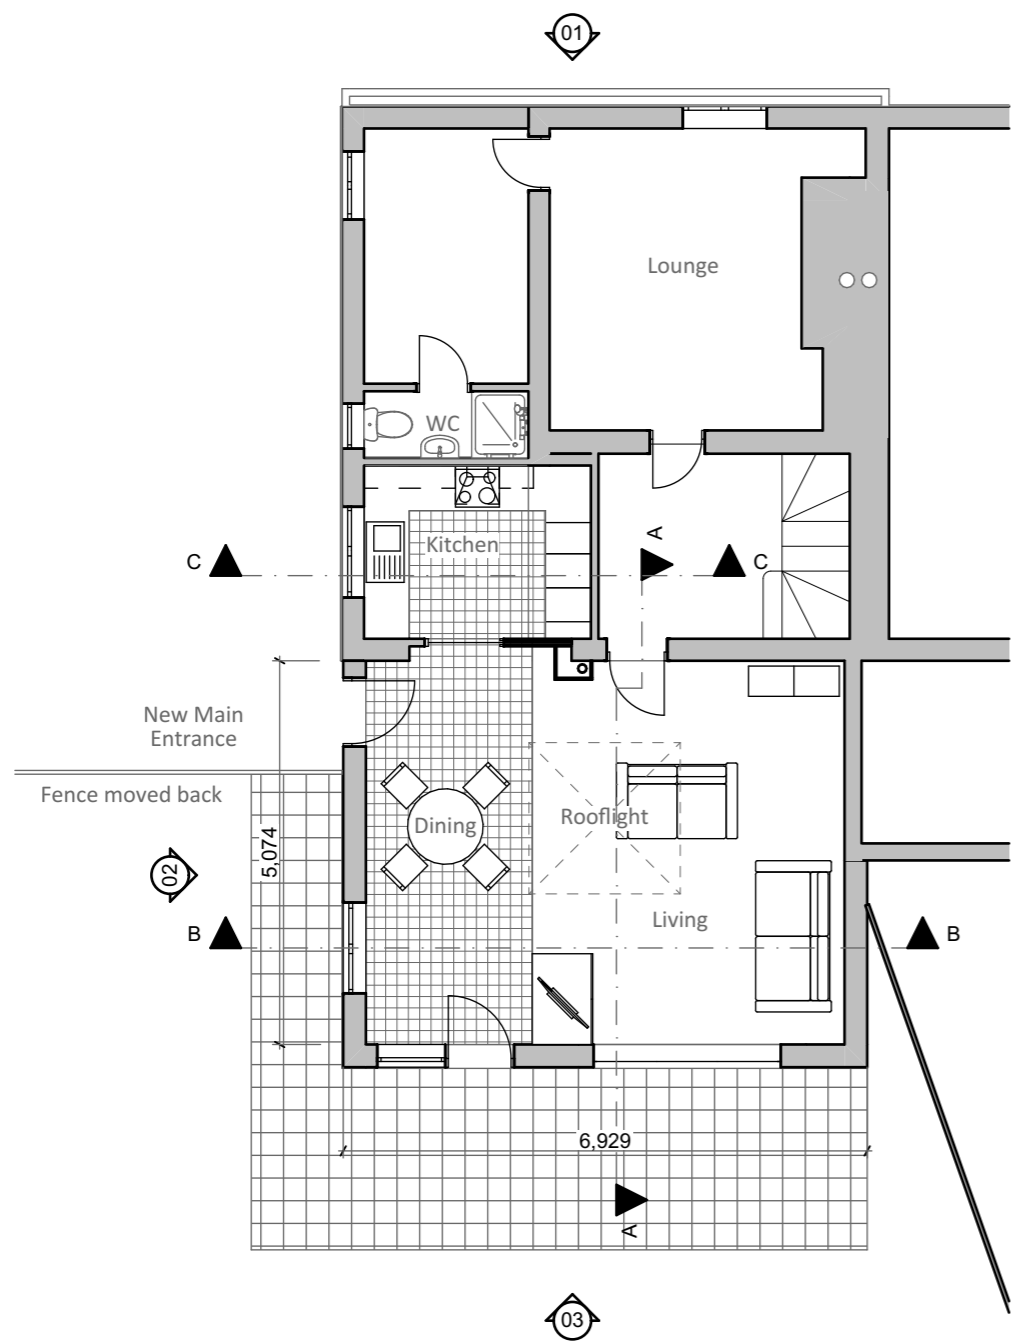 01
Lounge
WC
Kitchen
A
C
C
New Main
Entrance
Fence moved back
Dining
Rooflight
5,074
02
Living
B
B
6,929
A
03